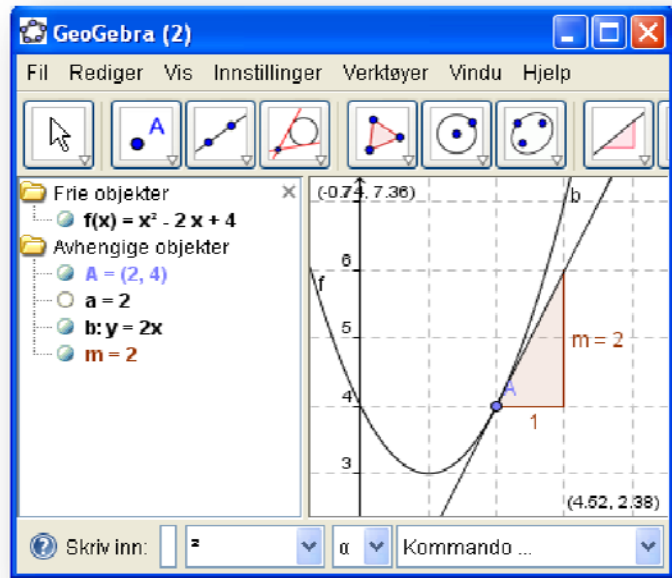 GeoGebra (2)
Fil Rediger Vis Innstillinger Verktøyer Vindu Hjelp
A
Frie objekter
f(x) = x² - 2 x + 4
Avhengige objekter
A = (2, 4)
a = 2
b: y = 2x
m = 2
(-0.74, 7.36)
b
6
f
5
m = 2
4
A
1
3
(4.52, 2.38)
Skriv inn: ² α Kommando ...